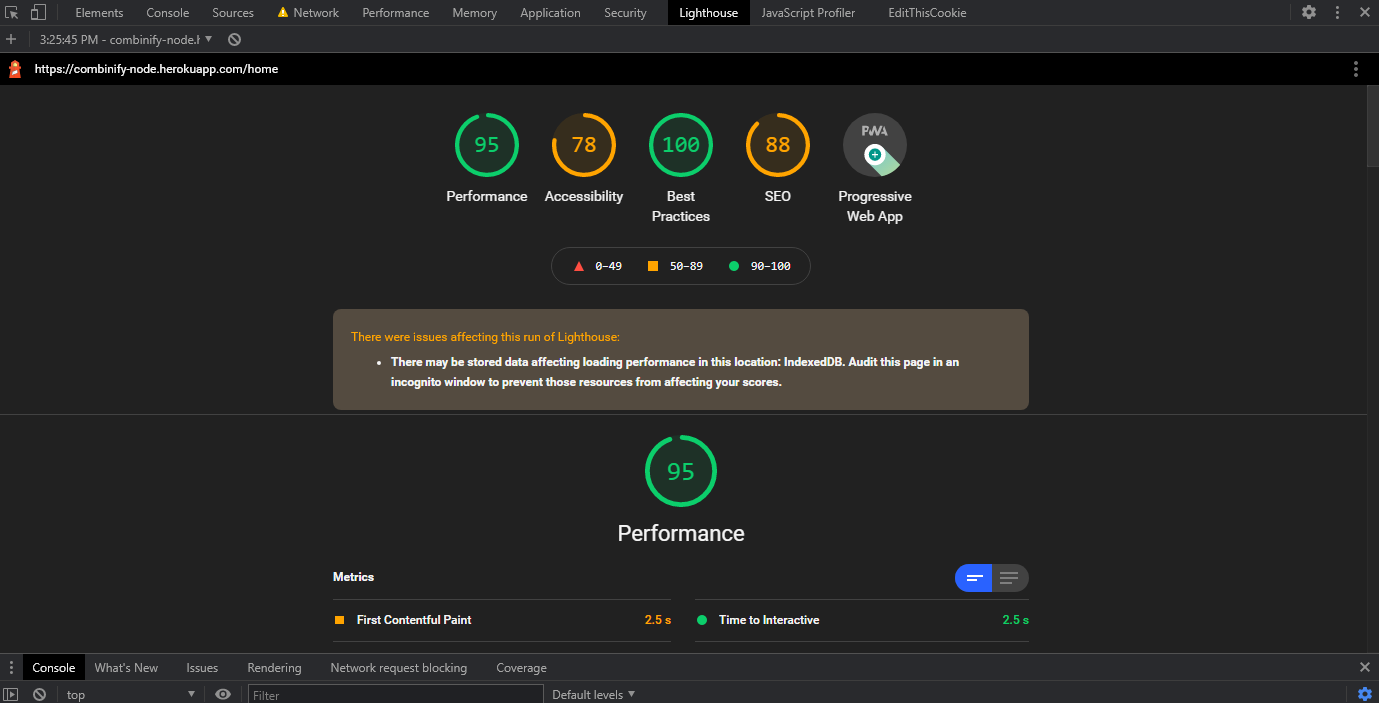 Elements Console Sources Network Performance Memory Application Security Lighthouse JavaScript Profiler EditThisCookie
3:25:45 PM - combinify-node.h
https://combinify-node.herokuapp.com/home
95 78 100 88 PWA
Performance Accessibility Best Practices SEO Progressive Web App
0–49 50–89 90–100
There were issues affecting this run of Lighthouse:
• There may be stored data affecting loading performance in this location: IndexedDB. Audit this page in an
incognito window to prevent those resources from affecting your scores.
95
Performance
Metrics
First Contentful Paint 2.5 s Time to Interactive 2.5 s
Console What's New Issues Rendering Network request blocking Coverage
top Filter Default levels